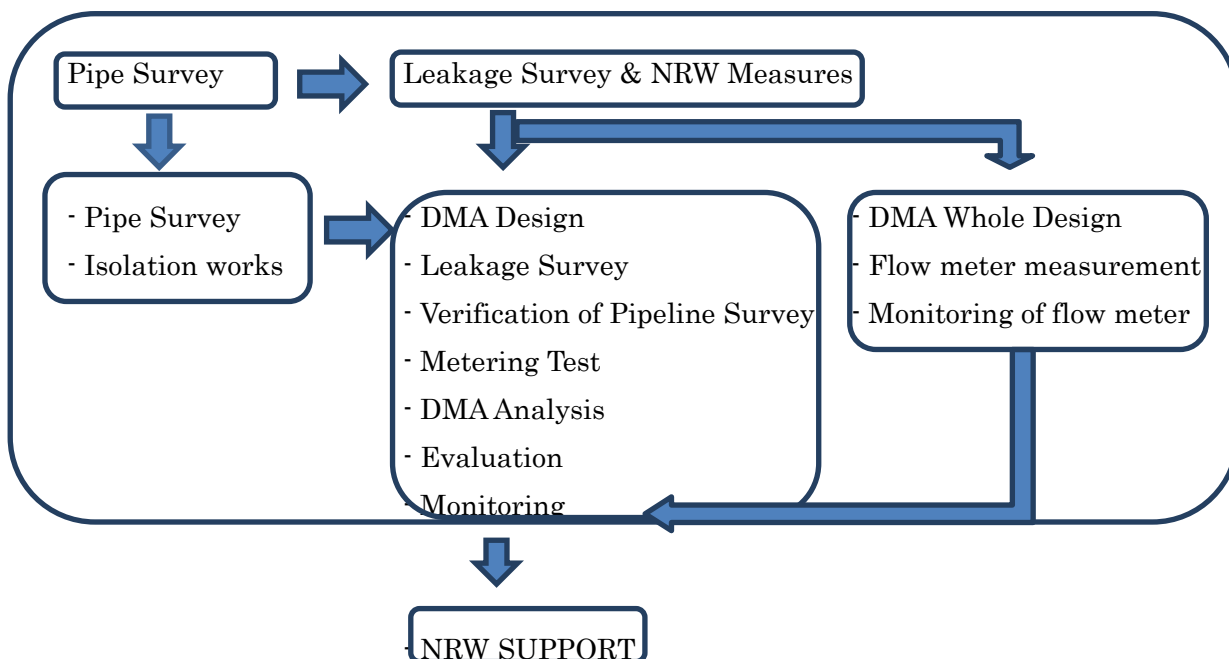 Pipe Survey
Leakage Survey & NRW Measures
- Pipe Survey
- Isolation works
- DMA Design
- Leakage Survey
- Verification of Pipeline Survey
- Metering Test
- DMA Analysis
- Evaluation
- Monitoring
- DMA Whole Design
- Flow meter measurement
- Monitoring of flow meter
- NRW SUPPORT